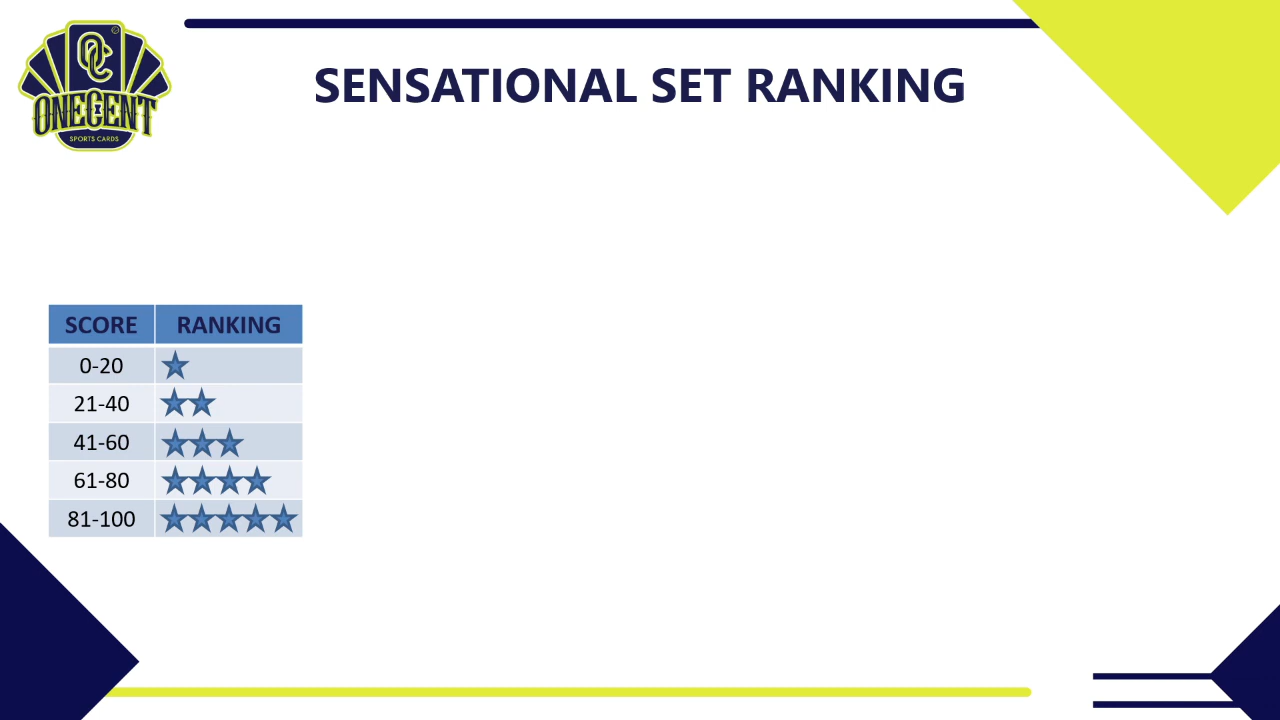 OC
ONECENT
SPORTS CARDS
SENSATIONAL SET RANKING
SCORE RANKING
0-20
21-40
41-60
61-80
81-100